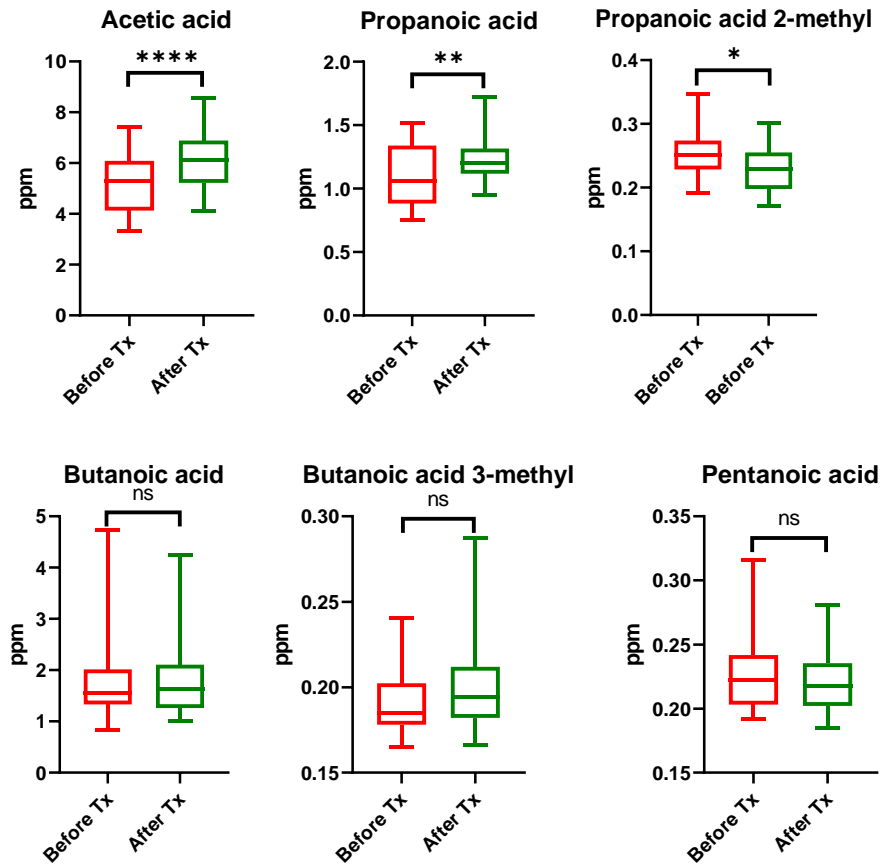 Acetic acid
****
10
8
6
4
2
0
ppm
Before Tx
After Tx
Propanoic acid
**
2.0
1.5
1.0
0.5
0.0
ppm
Before Tx
After Tx
Propanoic acid 2-methyl
*
0.4
0.3
0.2
0.1
0.0
ppm
Before Tx
Before Tx
Butanoic acid
ns
5
4
3
2
1
0
ppm
Before Tx
After Tx
Butanoic acid 3-methyl
ns
0.30
0.25
0.20
0.15
ppm
Before Tx
After Tx
Pentanoic acid
ns
0.35
0.30
0.25
0.20
0.15
ppm
Before Tx
After Tx